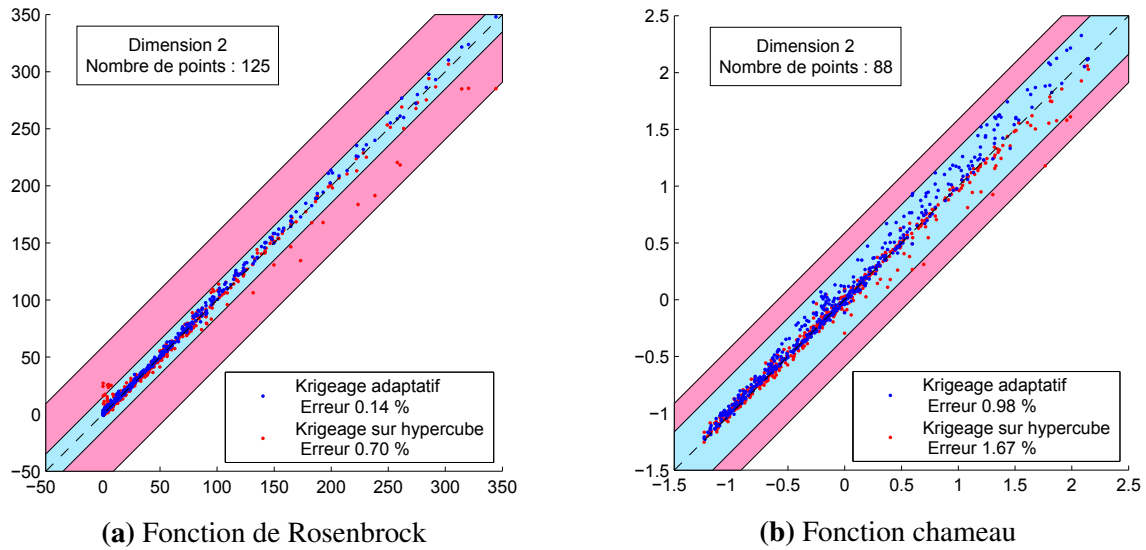 Dimension 2
Nombre de points : 125
350
300
250
200
150
100
50
0
−50
Krigeage adaptatif
Erreur 0.14 %
Krigeage sur hypercube
Erreur 0.70 %
−50 0 50 100 150 200 250 300 350
(a) Fonction de Rosenbrock
Dimension 2
Nombre de points : 88
2.5
2
1.5
1
0.5
0
−0.5
−1
−1.5
Krigeage adaptatif
Erreur 0.98 %
Krigeage sur hypercube
Erreur 1.67 %
−1.5 −1 −0.5 0 0.5 1 1.5 2 2.5
(b) Fonction chameau